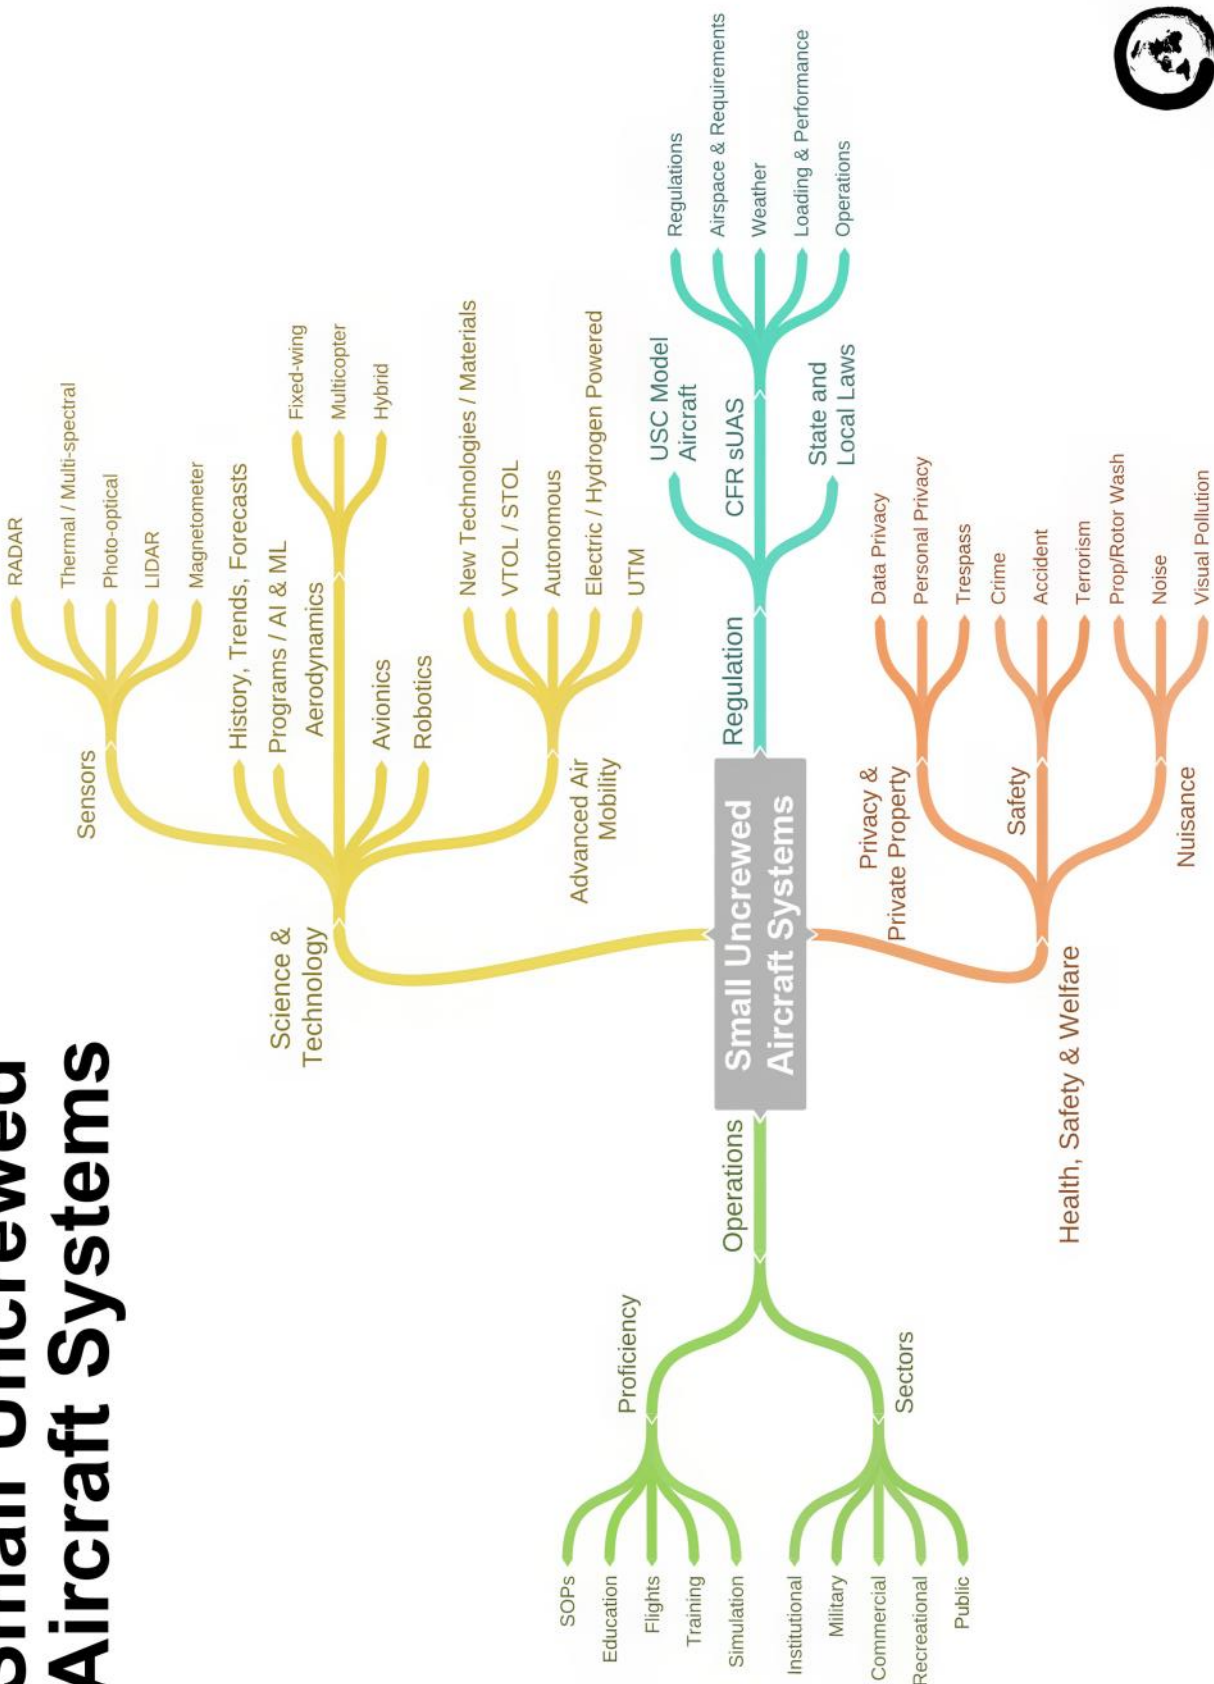 Small Uncrewed
Aircraft Systems
RADAR
Thermal / Multi-spectral
Photo-optical
LIDAR
Magnetometer
Sensors
History, Trends, Forecasts
Programs / AI & ML
Aerodynamics
Fixed-wing
Multicopter
Hybrid
Avionics
Robotics
Science &
Technology
New Technologies / Materials
VTOL / STOL
Autonomous
Electric / Hydrogen Powered
UTM
Advanced Air
Mobility
Small Uncrewed
Aircraft Systems
Regulation
USC Model
Aircraft
CFR sUAS
State and
Local Laws
Regulations
Airspace & Requirements
Weather
Loading & Performance
Operations
Operations
Proficiency
SOPs
Education
Flights
Training
Simulation
Sectors
Institutional
Military
Commercial
Recreational
Public
Health, Safety & Welfare
Privacy &
Private Property
Data Privacy
Personal Privacy
Trespass
Safety
Crime
Accident
Terrorism
Nuisance
Prop/Rotor Wash
Noise
Visual Pollution